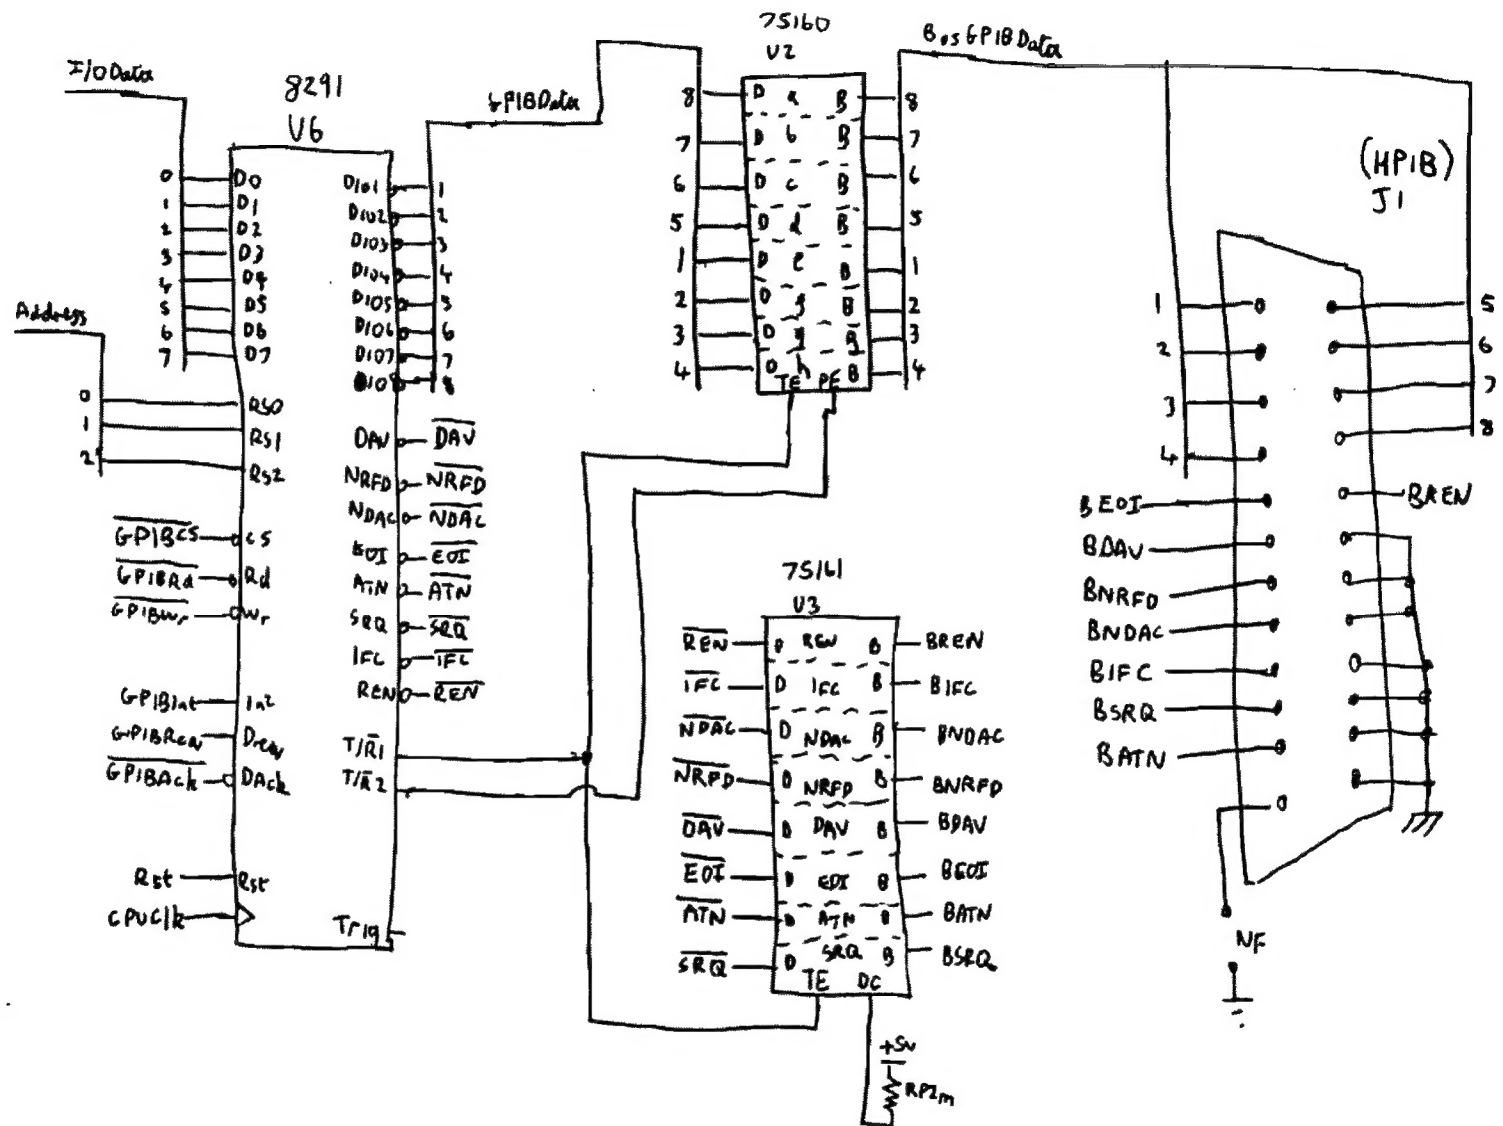 I/O Data
8291
U6
GPIB Data
75160
U2
Bus GPIB Data
(HPIB)
J1
0 D0
1 D1
2 D2
3 D3
4 D4
5 D5
6 D6
7 D7
Address
0 RS0
1 RS1
2 RS2
GPIBCS CS
GPIBRd Rd
GPIBWr Wr
GPIBInt Int
GPIBReq Dreq
GPIBAck DAck
Rst Rst
CPUClk
DIO1 1
DIO2 2
DIO3 3
DIO4 4
DIO5 5
DIO6 6
DIO7 7
DIO8 8
DAV DAV
NRFD NRFD
NDAC NDAC
EOI EOI
ATN ATN
SRQ SRQ
IFC IFC
REN REN
T/R1
T/R2
Trig
8 D a B 8
7 D b B 7
6 D c B 6
5 D d B 5
1 D e B 1
2 D f B 2
3 D g B 3
4 D h B 4
TE PE
75161
U3
REN D REN B BREN
IFC D IFC B BIFC
NDAC D NDAC B BNDAC
NRFD D NRFD B BNRFD
DAV D DAV B BDAV
EOI D EOI B BEOI
ATN D ATN B BATN
SRQ D SRQ B BSRQ
TE DC
+5v
1 5
2 6
3 7
4 8
BEOI BREN
BDAV
BNRFD
BNDAC
BIFC
BSRQ
BATN
NF